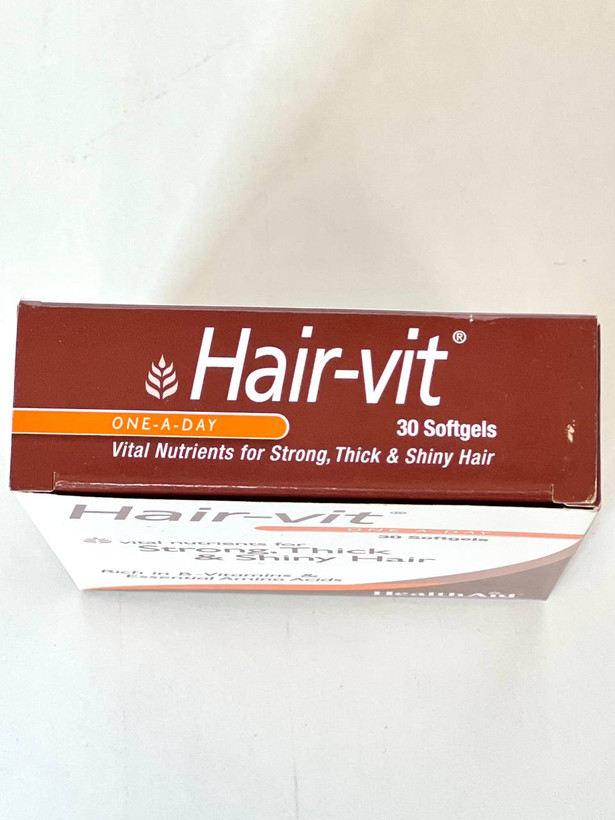 Hair-vit®
ONE-A-DAY
30 Softgels
Vital Nutrients for Strong, Thick & Shiny Hair
Hair-vit®
ONE-A-DAY
30 Softgels
vital nutrients for
Strong, Thick
& Shiny Hair
Rich in B-Vitamins &
Essential Amino Acids
HealthAid®